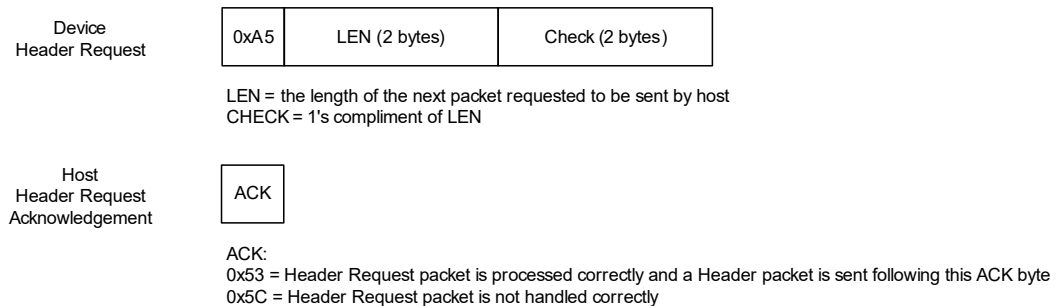 Device
Header Request
0xA5
LEN (2 bytes)
Check (2 bytes)
LEN = the length of the next packet requested to be sent by host
CHECK = 1's compliment of LEN
Host
Header Request
Acknowledgement
ACK
ACK:
0x53 = Header Request packet is processed correctly and a Header packet is sent following this ACK byte
0x5C = Header Request packet is not handled correctly